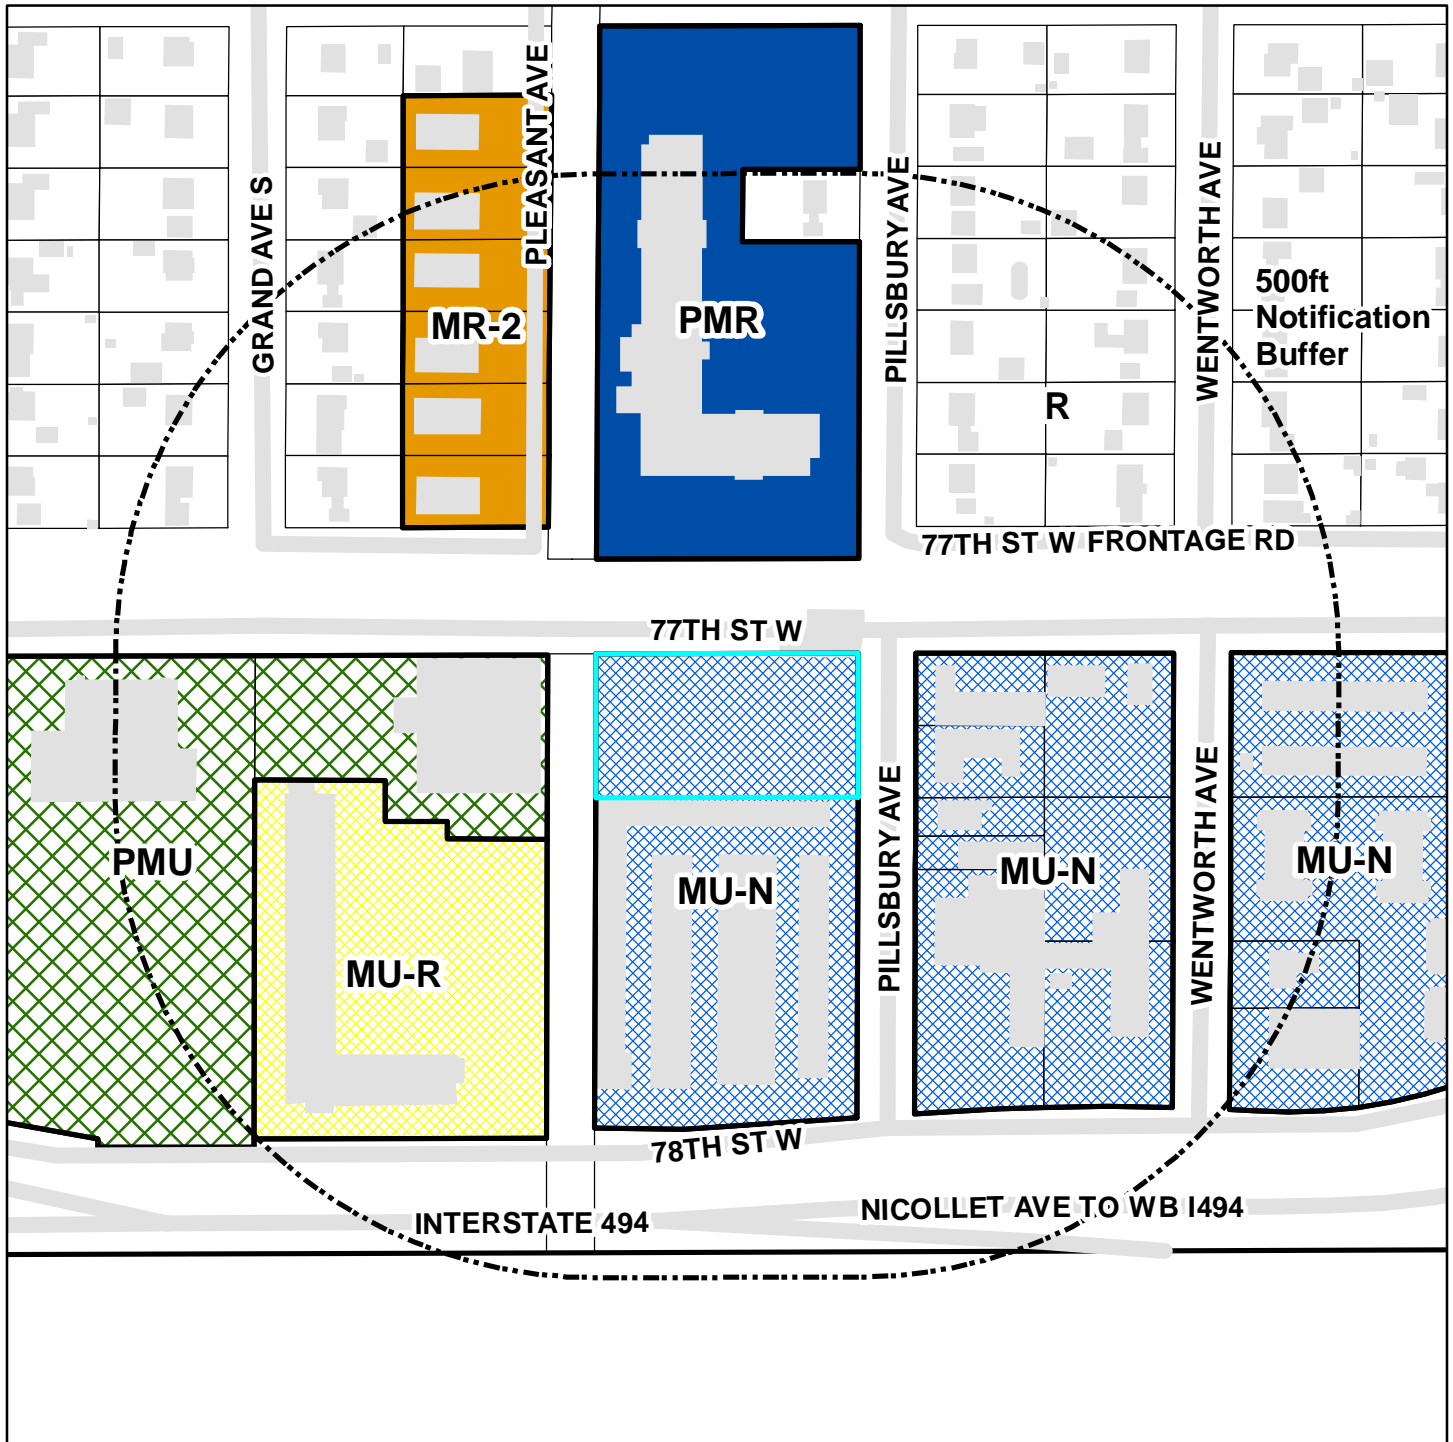 PLEASANT AVE
GRAND AVE S
PILLSBURY AVE
WENTWORTH AVE
500ft
Notification
Buffer
MR-2
PMR
R
77TH ST W FRONTAGE RD
77TH ST W
PILLSBURY AVE
WENTWORTH AVE
PMU
MU-N
MU-N
MU-N
MU-R
78TH ST W
NICOLLET AVE TO WB I494
INTERSTATE 494